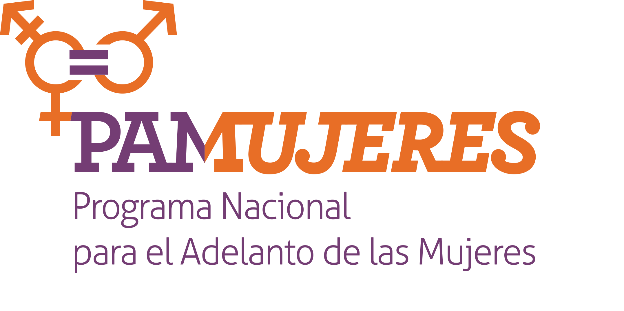 PAMUJERES
Programa Nacional
para el Adelanto de las Mujeres